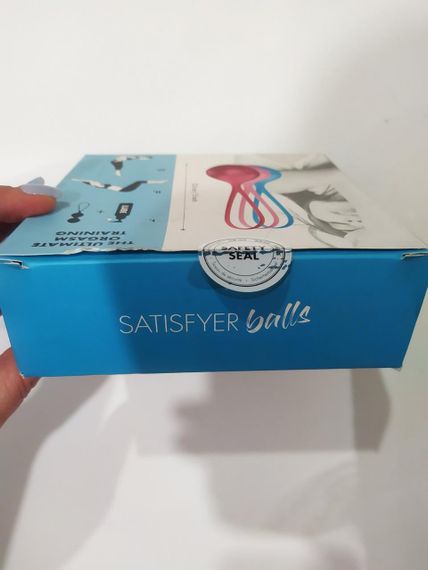 THE ULTIMATE
ORGASM
TRAINING
SAFETY
SEAL
SATISFYER balls